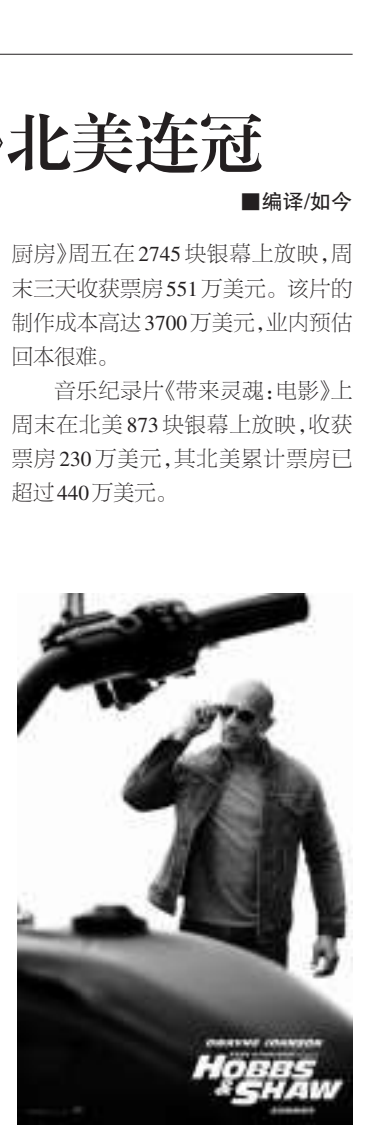 》北美连冠
■编译/如今
厨房》周五在2745块银幕上放映，周
末三天收获票房551万美元。该片的
制作成本高达3700万美元，业内预估
回本很难。
音乐纪录片《带来灵魂：电影》上
周末在北美873块银幕上放映，收获
票房230万美元，其北美累计票房已
超过440万美元。
DWAYNE JOHNSON
HOBBS
& SHAW